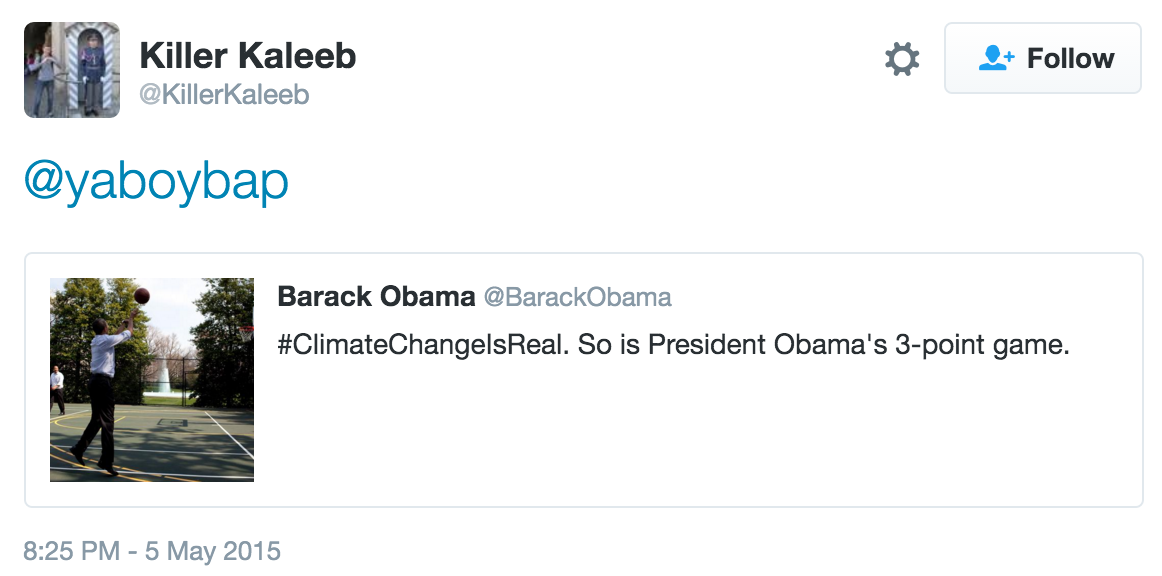 Killer Kaleeb
@KillerKaleeb
Follow
@yaboybap
Barack Obama @BarackObama
#ClimateChangeIsReal. So is President Obama's 3-point game.
8:25 PM - 5 May 2015